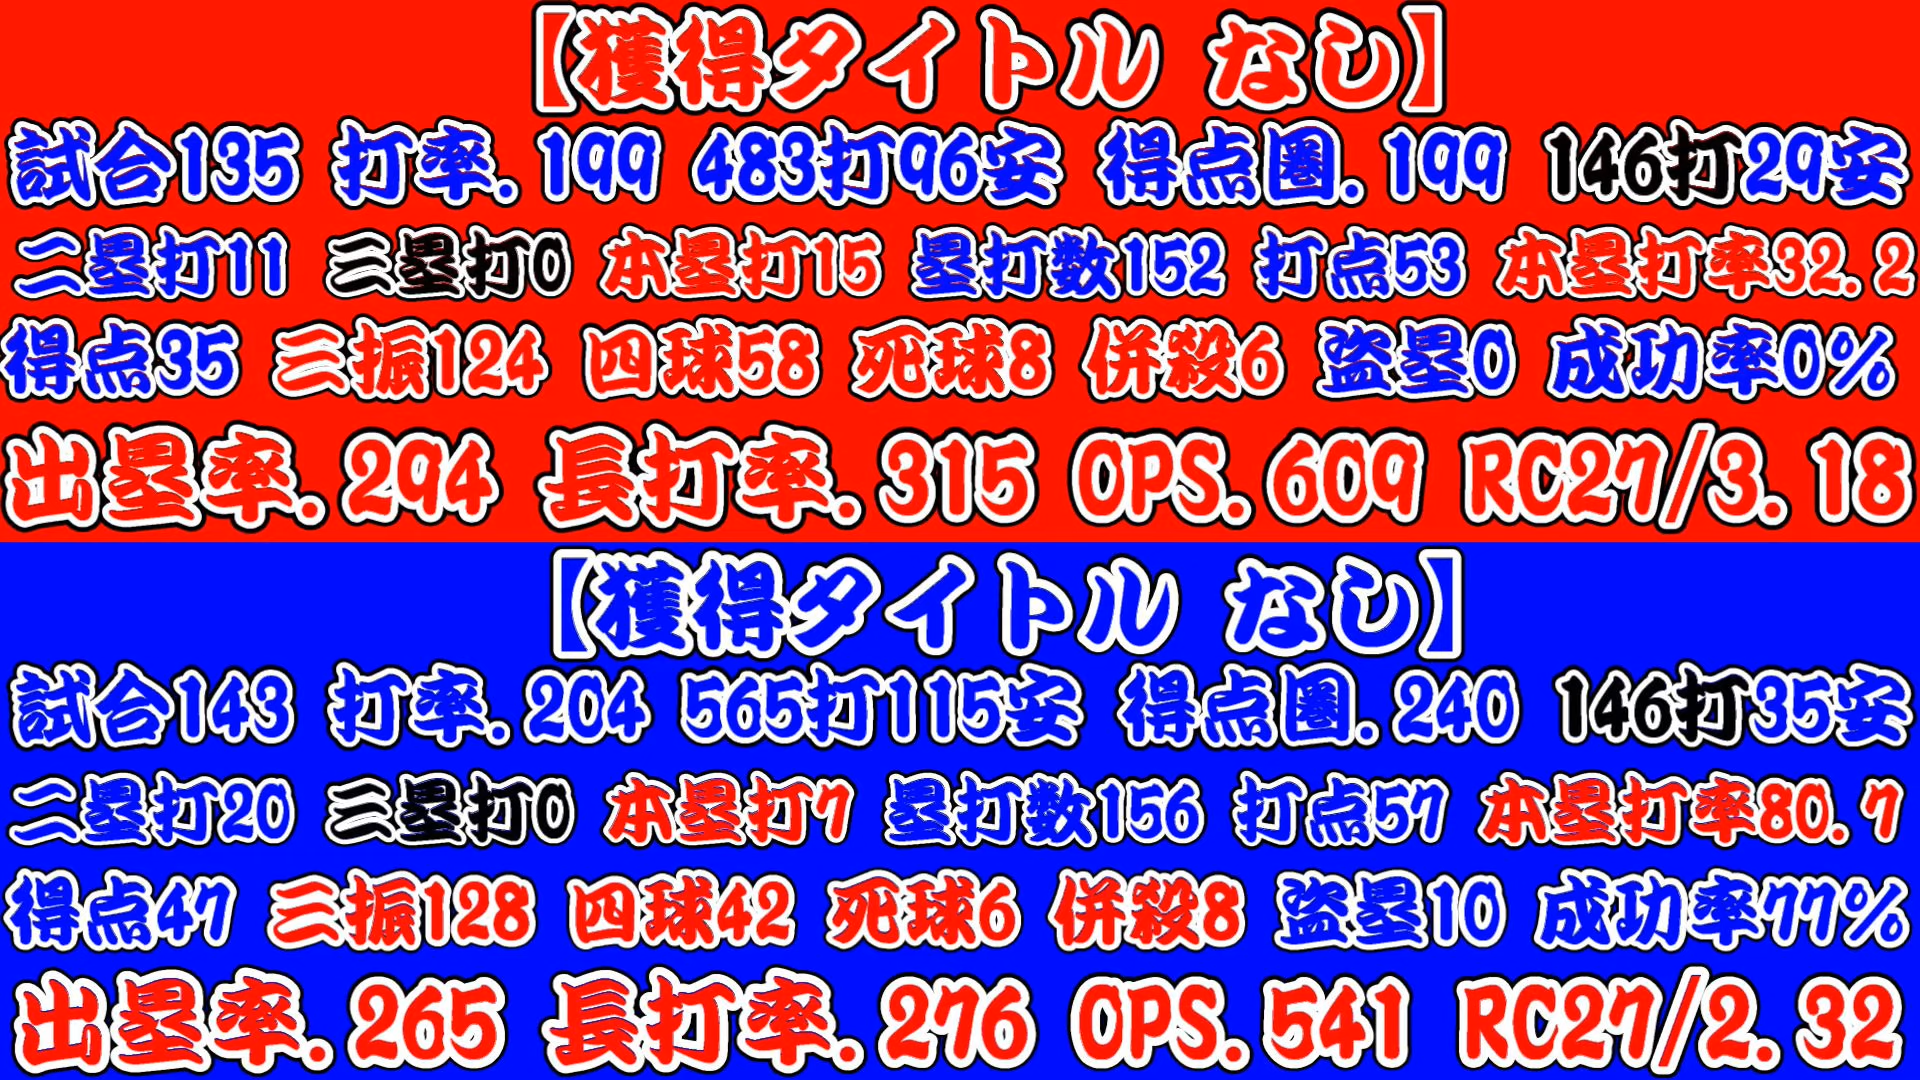 【獲得タイトル なし】
試合135 打率.199 483打96安 得点圏.199 146打29安
二塁打11 三塁打0 本塁打15 塁打数152 打点53 本塁打率32.2
得点35 三振124 四球58 死球8 併殺6 盗塁0 成功率0%
出塁率.294 長打率.315 OPS.609 RC27/3.18
【獲得タイトル なし】
試合143 打率.204 565打115安 得点圏.240 146打35安
二塁打20 三塁打0 本塁打7 塁打数156 打点57 本塁打率80.7
得点47 三振128 四球42 死球6 併殺8 盗塁10 成功率77%
出塁率.265 長打率.276 OPS.541 RC27/2.32